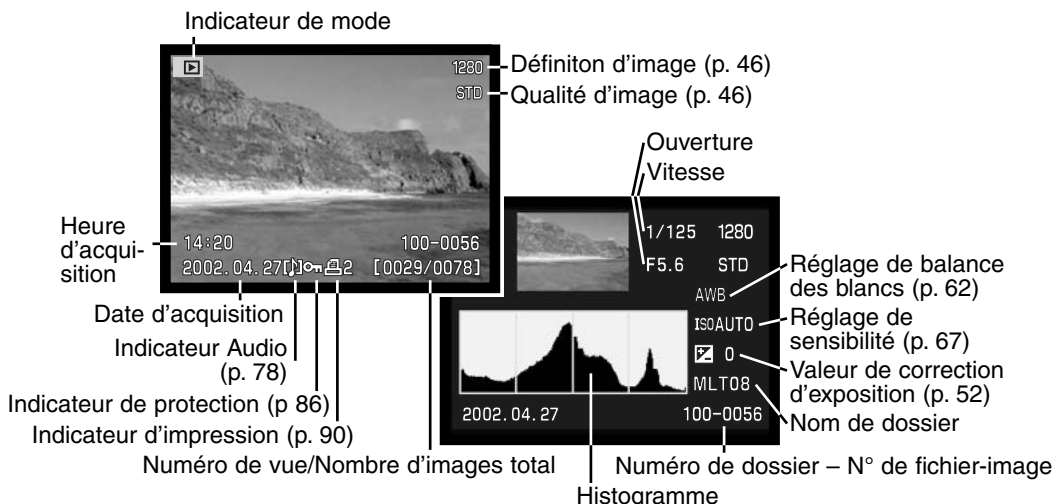 Indicateur de mode
1280
Définiton d'image (p. 46)
STD
Qualité d'image (p. 46)
Ouverture
Vitesse
Heure
d'acqui-
sition
14:20
100-0056
2002.04.27[♪] 2 [0029/0078]
1/125 1280
F5.6 STD
AWB
Réglage de balance
des blancs (p. 62)
ISOAUTO
Réglage de
sensibilité (p. 67)
0
Valeur de correction
d'exposition (p. 52)
MLT08
Nom de dossier
2002.04.27 100-0056
Date d'acquisition
Indicateur Audio
(p. 78)
Indicateur de protection (p 86)
Indicateur d'impression (p. 90)
Numéro de vue/Nombre d'images total
Numéro de dossier – N° de fichier-image
Histogramme